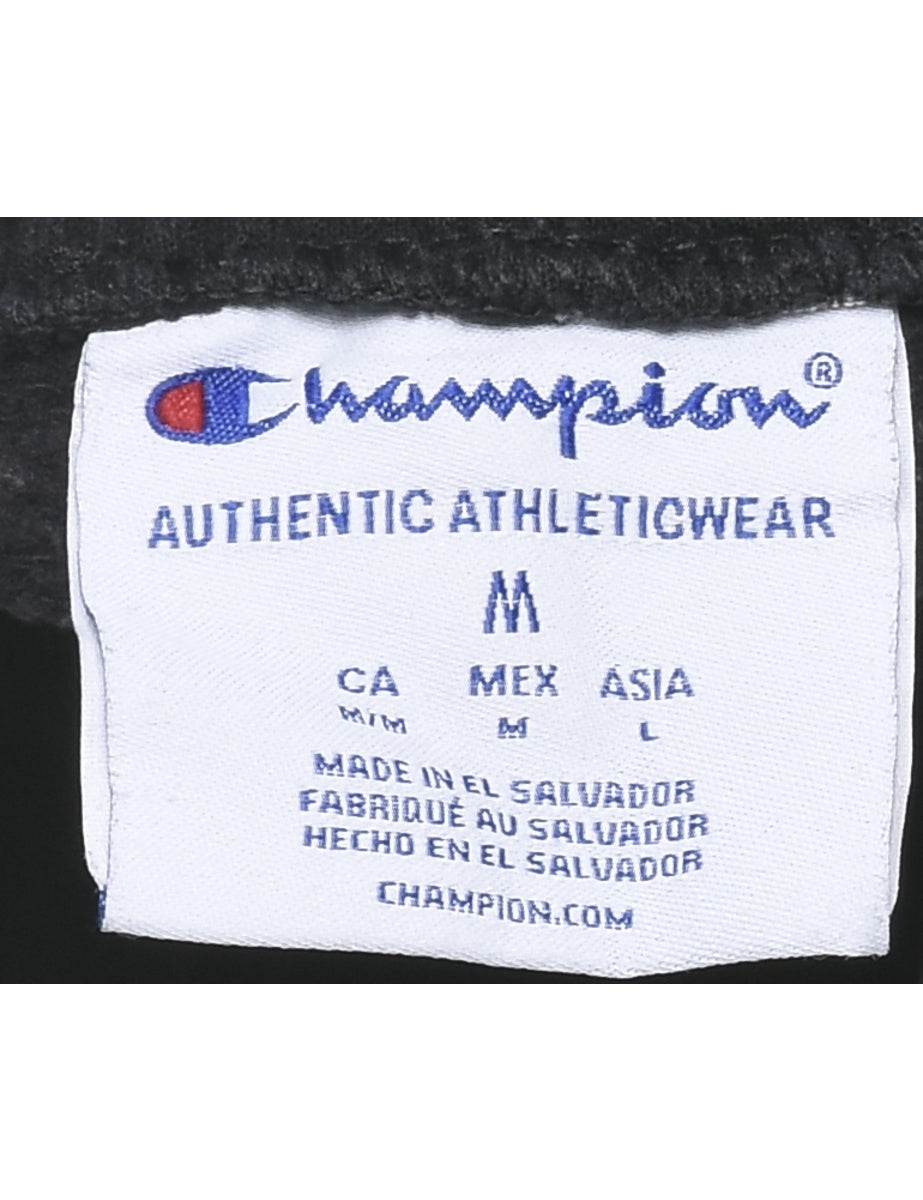 Champion®
AUTHENTIC ATHLETICWEAR
M
CA MEX ASIA
M/M M L
MADE IN EL SALVADOR
FABRIQUÉ AU SALVADOR
HECHO EN EL SALVADOR
CHAMPION.COM